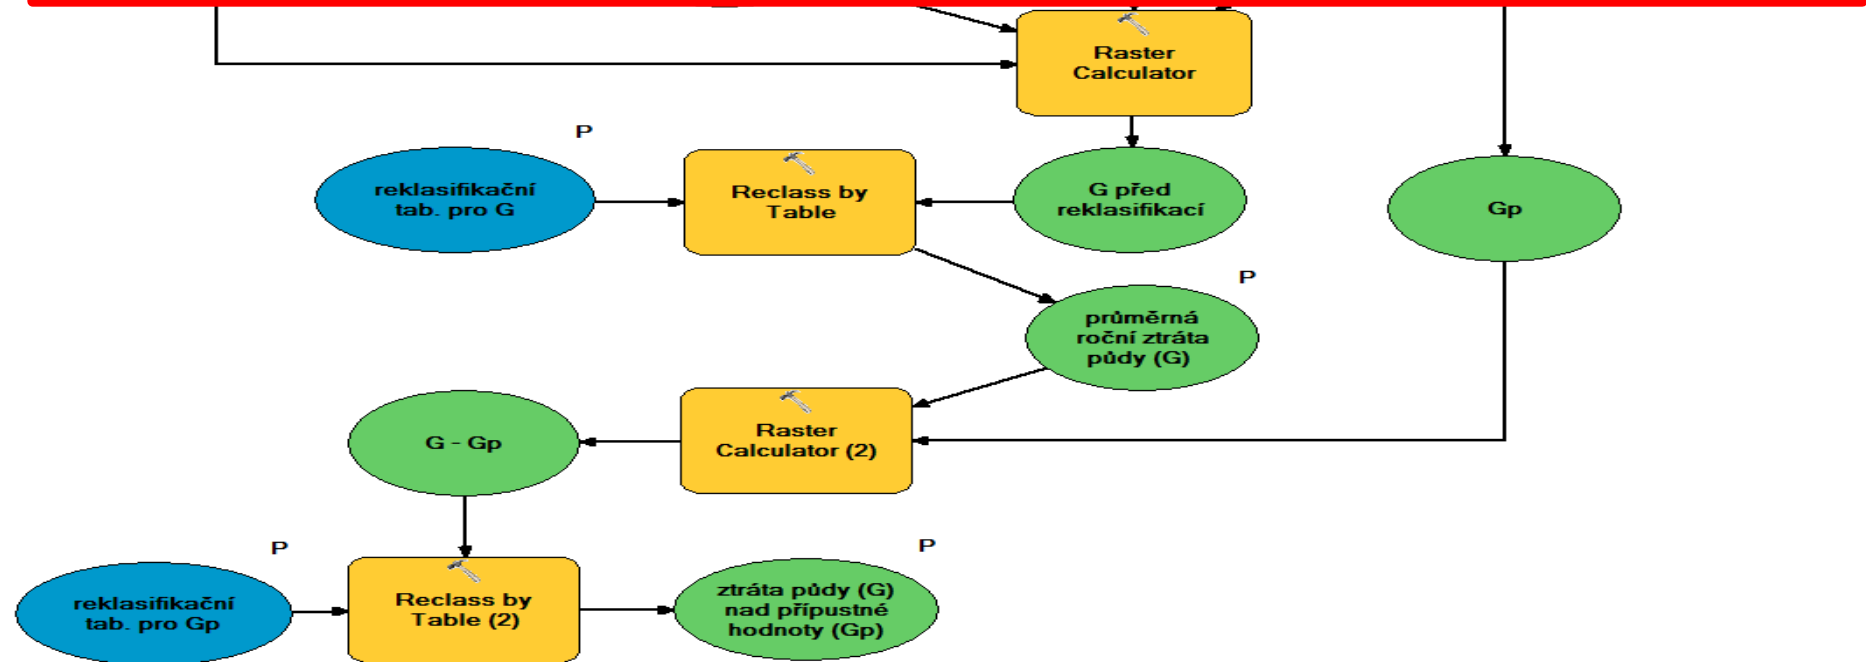 Raster
Calculator
P
reklasifikační
tab. pro G
Reclass by
Table
G před
reklasifikací
Gp
P
průměrná
roční ztráta
půdy (G)
G - Gp
Raster
Calculator (2)
P
P
reklasifikační
tab. pro Gp
Reclass by
Table (2)
ztráta půdy (G)
nad přípustné
hodnoty (Gp)